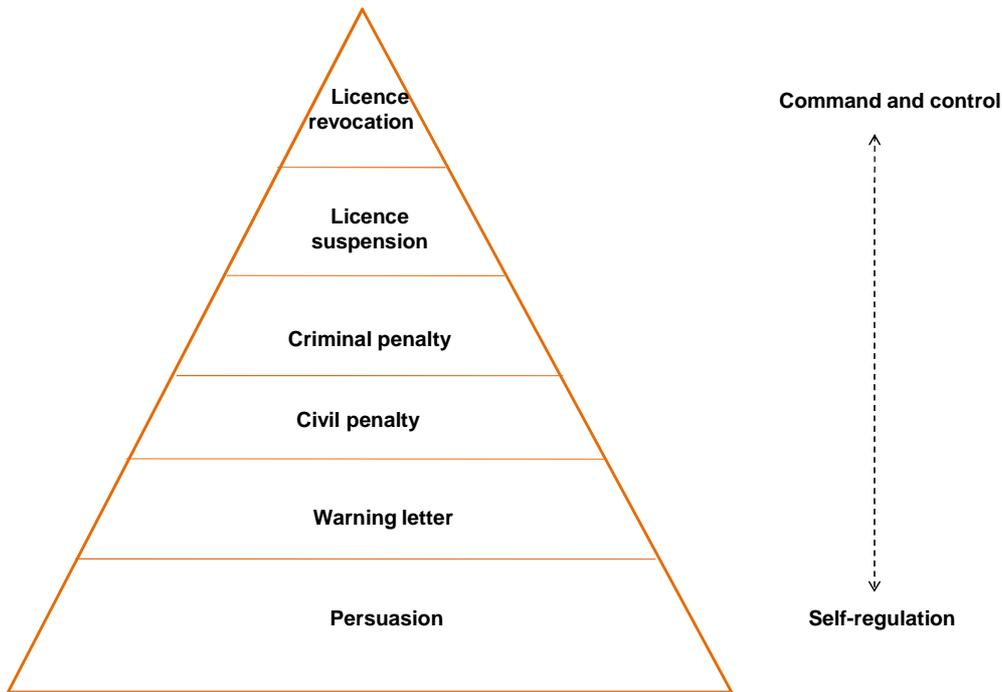 Licence
revocation
Command and control
Licence
suspension
Criminal penalty
Civil penalty
Warning letter
Persuasion
Self-regulation